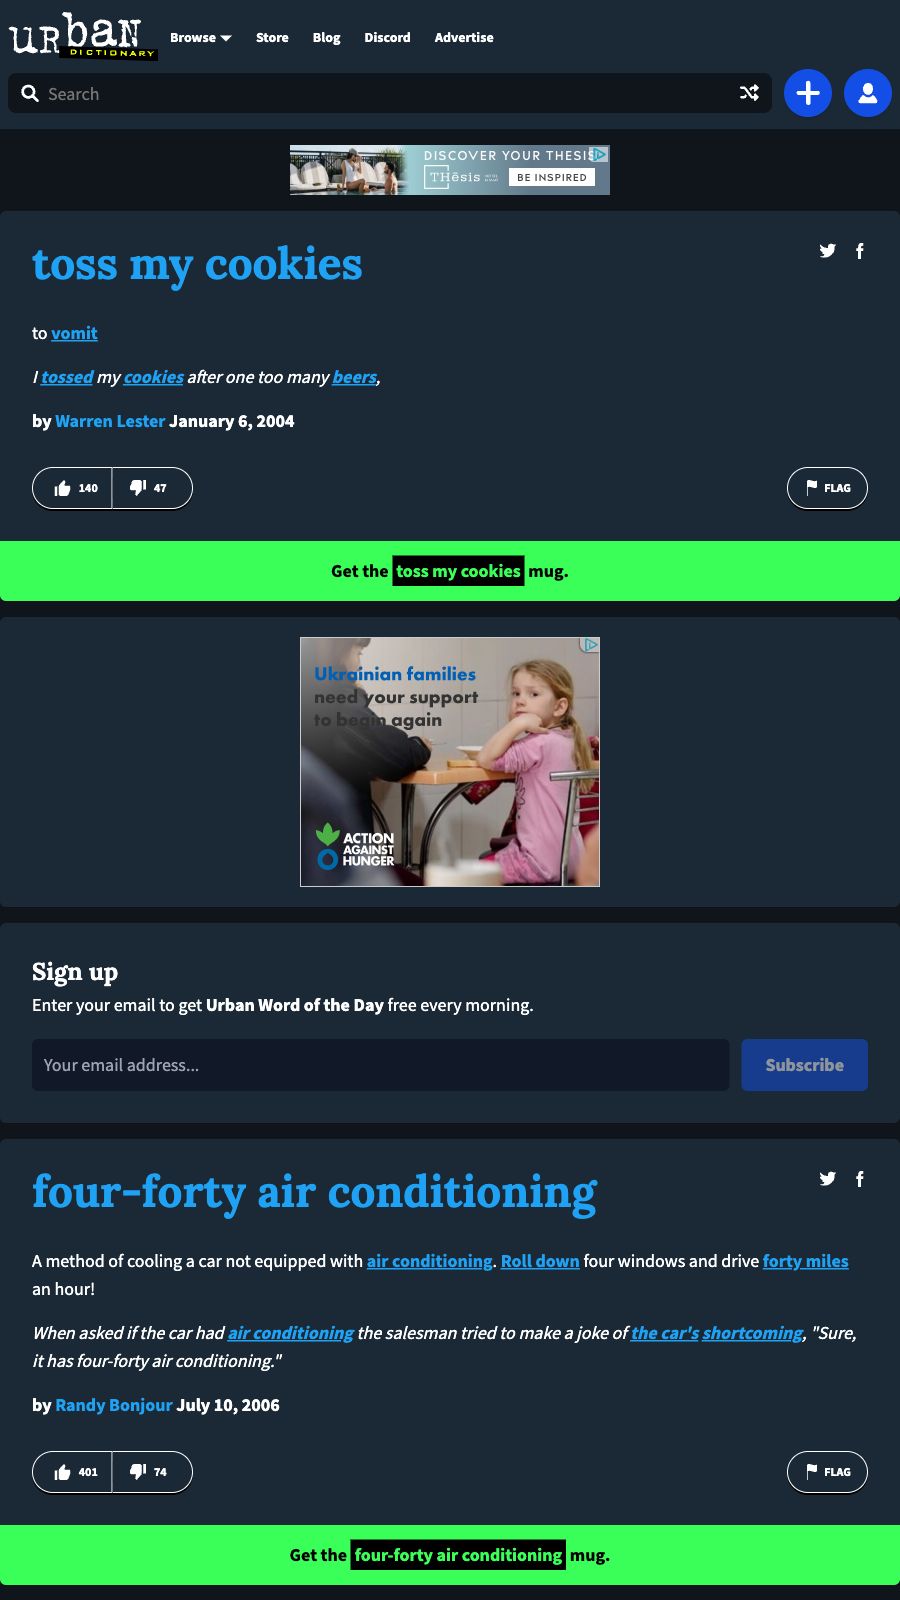 urban
DICTIONARY
Browse Store Blog Discord Advertise
Search
DISCOVER YOUR THESIS
THēsis
BE INSPIRED
toss my cookies
to vomit
I tossed my cookies after one too many beers,
by Warren Lester January 6, 2004
140 47 FLAG
Get the toss my cookies mug.
Ukrainian families
need your support
to begin again
ACTION
AGAINST
HUNGER
Sign up
Enter your email to get Urban Word of the Day free every morning.
Your email address... Subscribe
four-forty air conditioning
A method of cooling a car not equipped with air conditioning. Roll down four windows and drive forty miles
an hour!
When asked if the car had air conditioning the salesman tried to make a joke of the car's shortcoming, "Sure,
it has four-forty air conditioning."
by Randy Bonjour July 10, 2006
401 74 FLAG
Get the four-forty air conditioning mug.